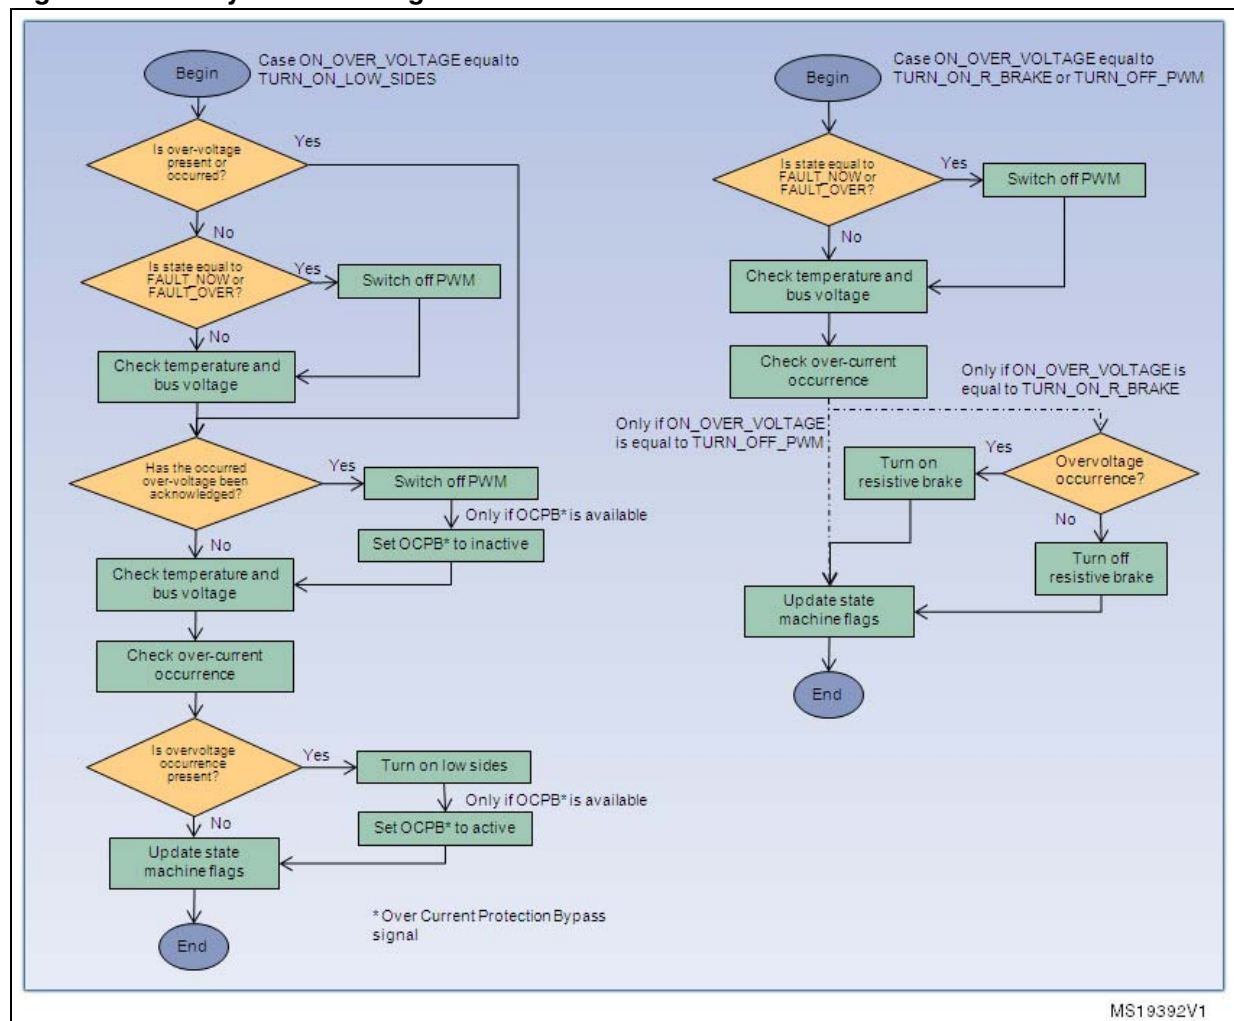 Begin
Case ON_OVER_VOLTAGE equal to
TURN_ON_LOW_SIDES
Is over-voltage
present or
occurred?
Yes
No
Is state equal to
FAULT_NOW or
FAULT_OVER?
Yes
Switch off PWM
No
Check temperature and
bus voltage
Has the occurred
over-voltage been
acknowledged?
Yes
Switch off PWM
Only if OCPB* is available
Set OCPB* to inactive
No
Check temperature and
bus voltage
Check over-current
occurrence
Is overvoltage
occurrence
present?
Yes
Turn on low sides
Only if OCPB* is available
Set OCPB* to active
No
Update state
machine flags
End
* Over Current Protection Bypass
signal
Begin
Case ON_OVER_VOLTAGE equal to
TURN_ON_R_BRAKE or TURN_OFF_PWM
Is state equal to
FAULT_NOW or
FAULT_OVER?
Yes
Switch off PWM
No
Check temperature and
bus voltage
Check over-current
occurrence
Only if ON_OVER_VOLTAGE is
equal to TURN_ON_R_BRAKE
Only if ON_OVER_VOLTAGE
is equal to TURN_OFF_PWM
Overvoltage
occurrence?
Yes
Turn on
resistive brake
No
Turn off
resistive brake
Update state
machine flags
End
MS19392V1